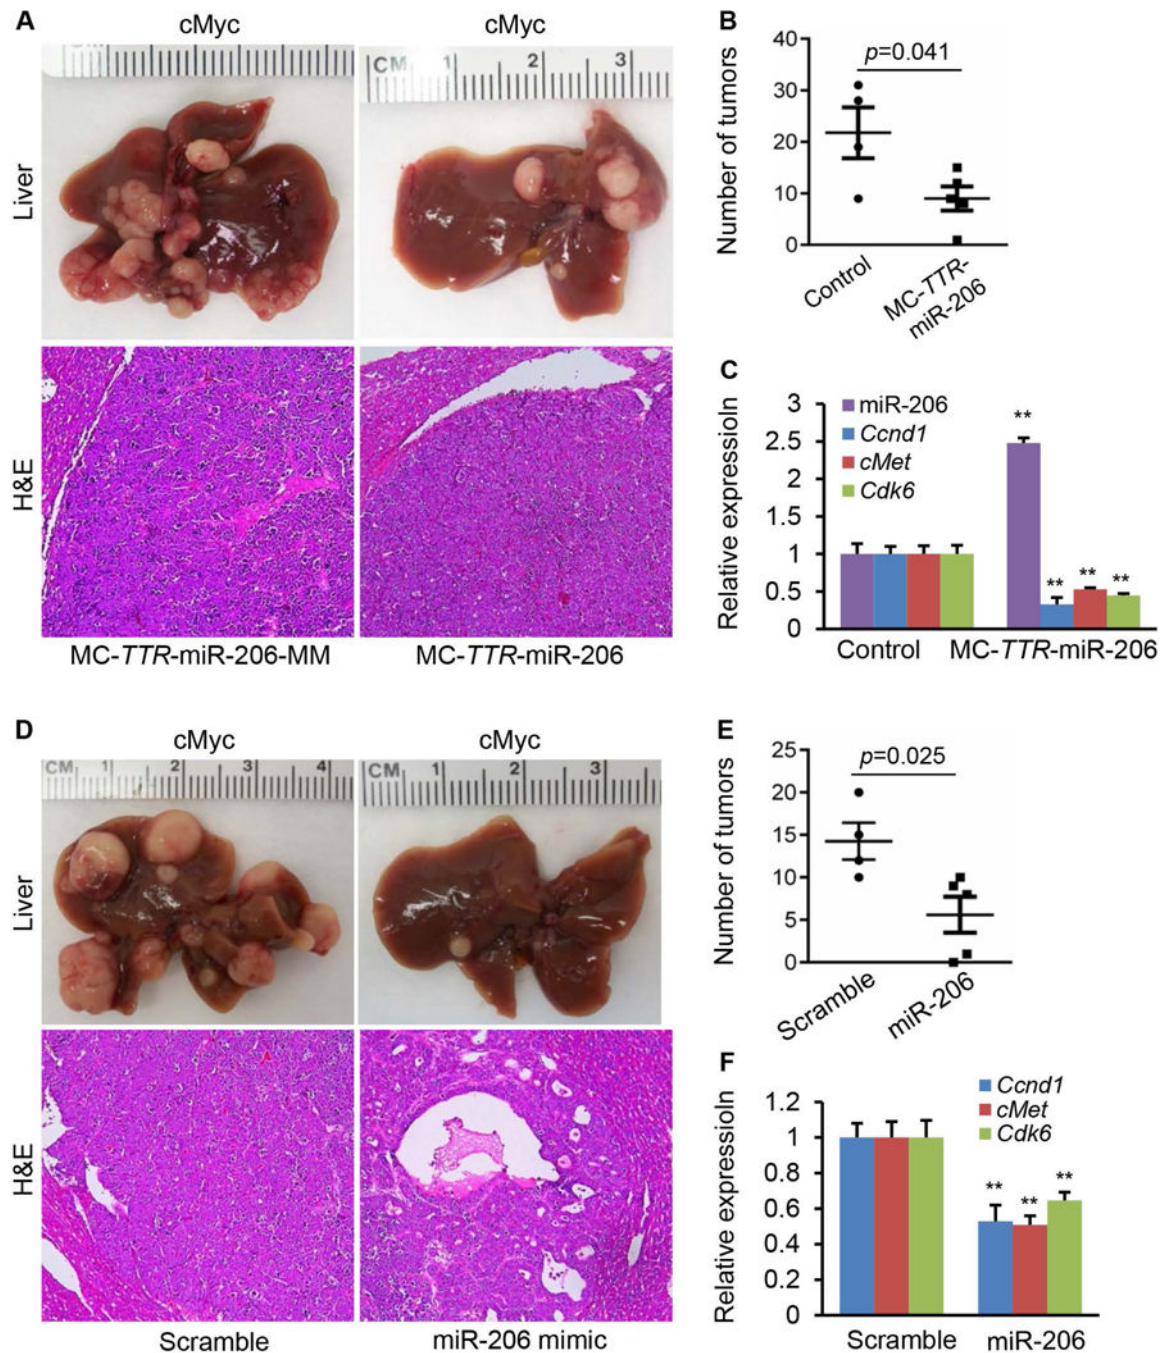 A
cMyc
cMyc
CM 1 2 3
Liver
H&E
MC-TTR-miR-206-MM
MC-TTR-miR-206
B
p=0.041
Number of tumors
40
30
20
10
0
Control
MC-TTR-
miR-206
C
Relative expressioln
3
2.5
2
1.5
1
0.5
0
miR-206
Ccnd1
cMet
Cdk6
**
**
**
**
Control
MC-TTR-miR-206
D
cMyc
cMyc
CM 1 2 3 4
CM 1 2 3
Liver
H&E
Scramble
miR-206 mimic
E
p=0.025
Number of tumors
25
20
15
10
5
0
Scramble
miR-206
F
Relative expressioln
1.2
1
0.8
0.6
0.4
0.2
0
Ccnd1
cMet
Cdk6
**
**
**
Scramble
miR-206